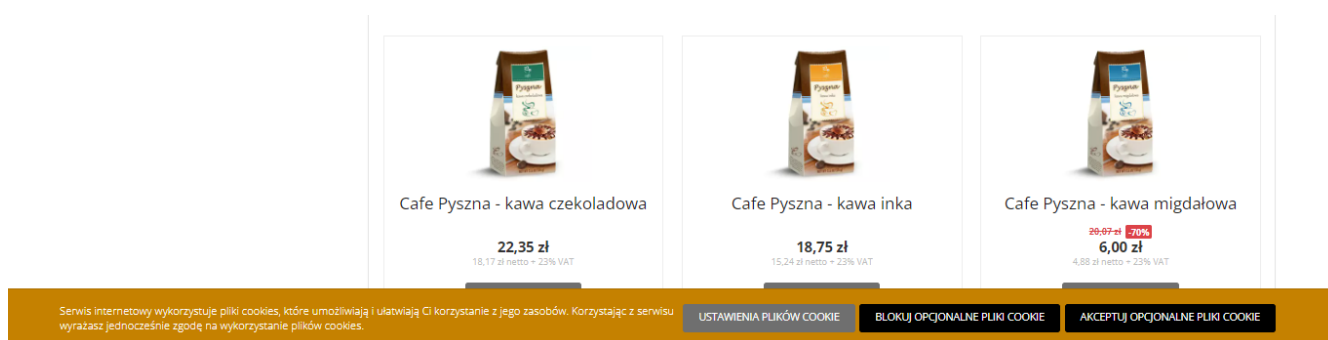 Pyszna
Pyszna
Pyszna
Cafe Pyszna - kawa czekoladowa
Cafe Pyszna - kawa inka
Cafe Pyszna - kawa migdałowa
22,35 zł
18,17 zł netto + 23% VAT
18,75 zł
15,24 zł netto + 23% VAT
20,07 zł -70%
6,00 zł
4,88 zł netto + 23% VAT
Serwis internetowy wykorzystuje pliki cookies, które umożliwiają i ułatwiają Ci korzystanie z jego zasobów. Korzystając z serwisu
wyrażasz jednocześnie zgodę na wykorzystanie plików cookies.
USTAWIENIA PLIKÓW COOKIE
BLOKUJ OPCJONALNE PLIKI COOKIE
AKCEPTUJ OPCJONALNE PLIKI COOKIE